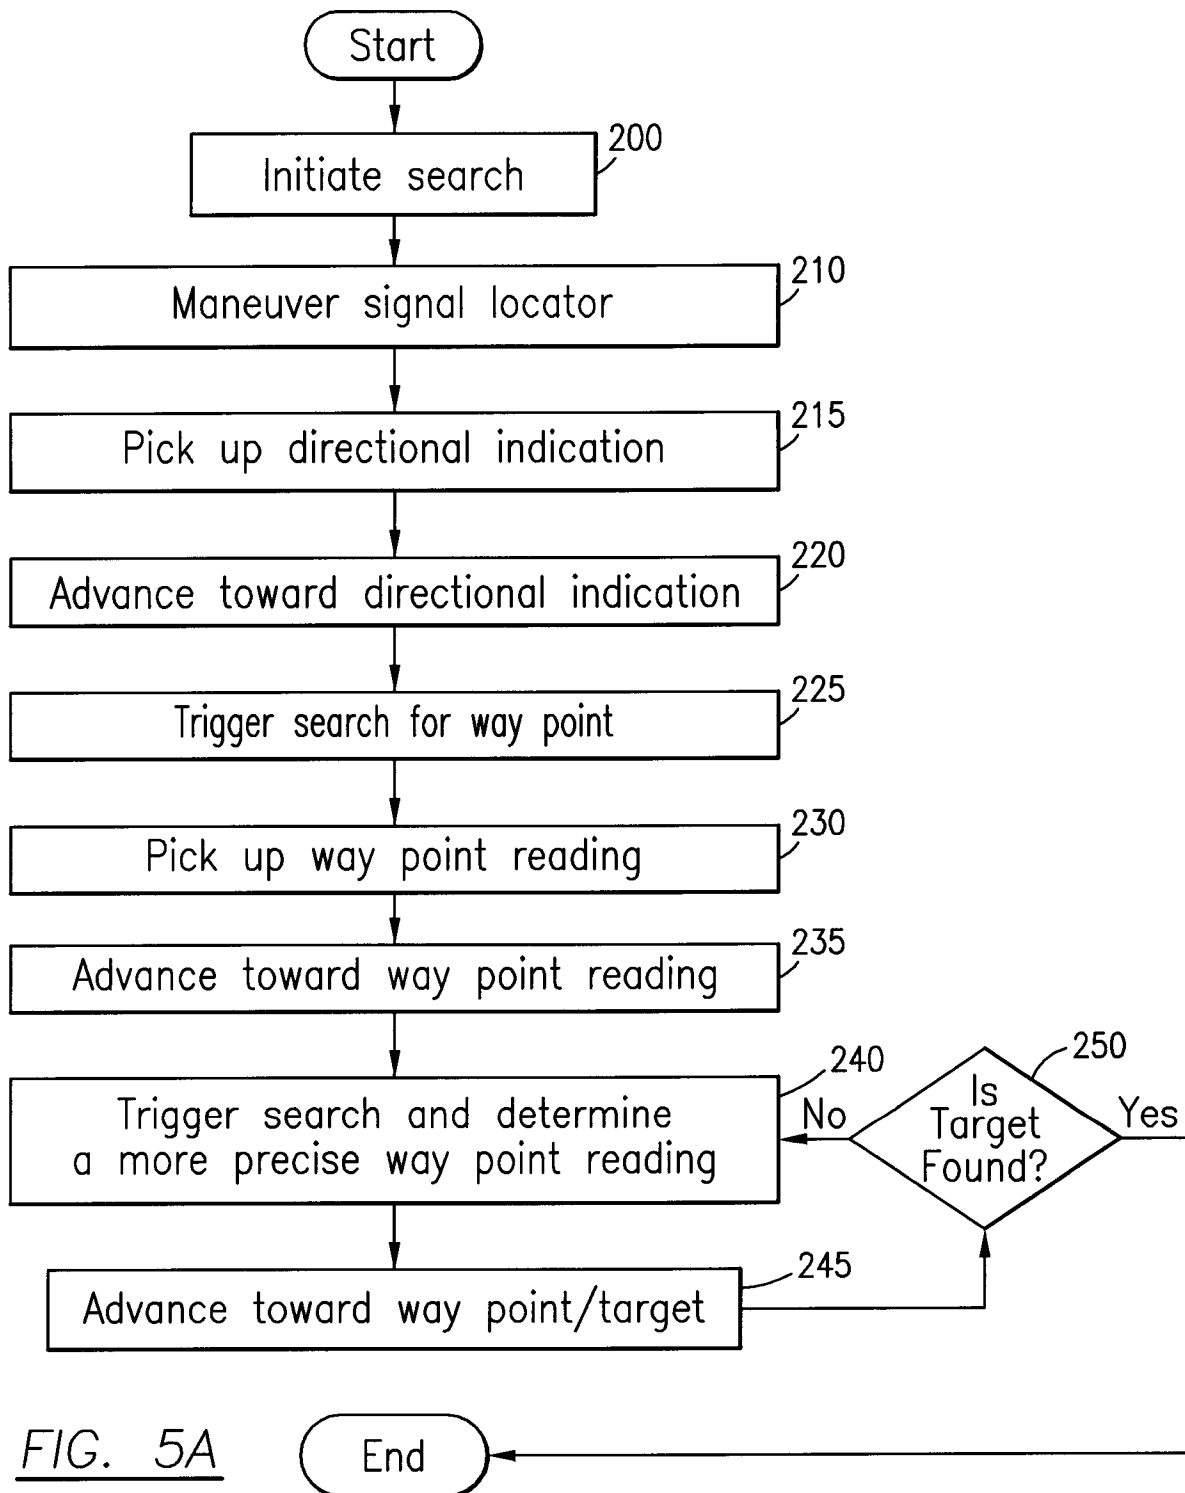 Start
200
Initiate search
210
Maneuver signal locator
215
Pick up directional indication
220
Advance toward directional indication
225
Trigger search for way point
230
Pick up way point reading
235
Advance toward way point reading
240
Trigger search and determine
a more precise way point reading
250
Is
Target
Found?
No
Yes
245
Advance toward way point/target
FIG. 5A
End